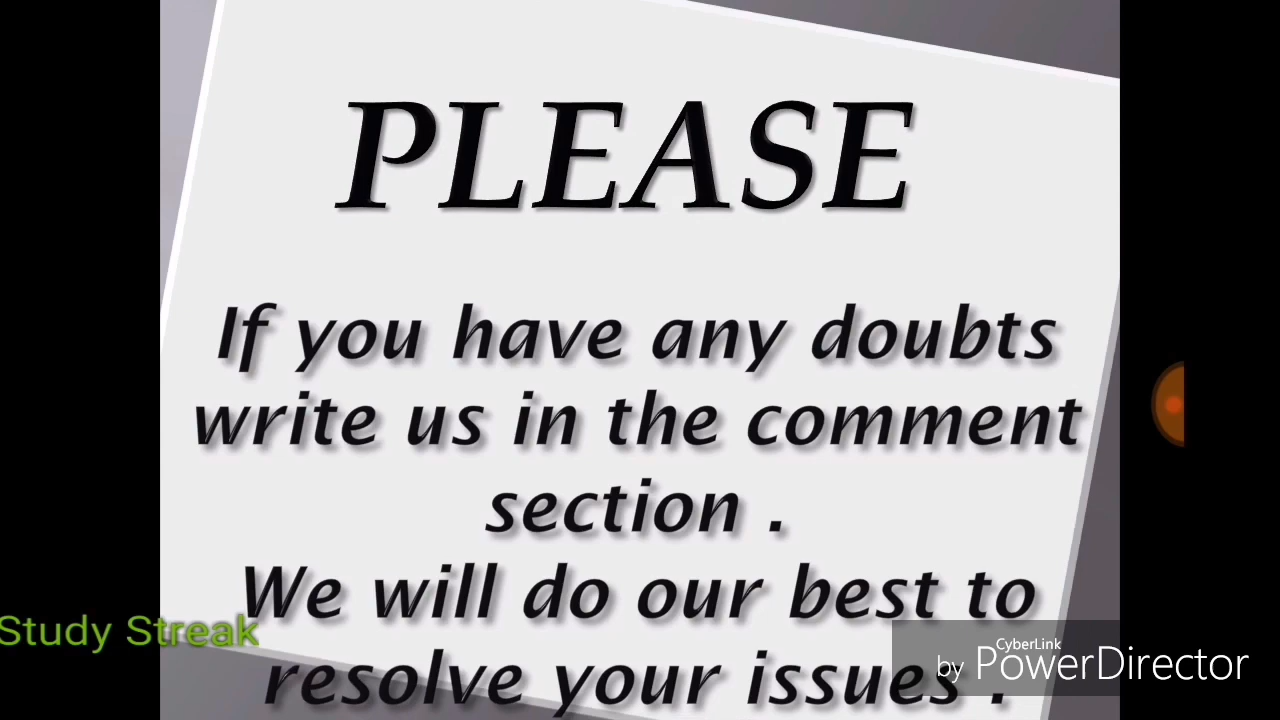 PLEASE
If you have any doubts
write us in the comment
section .
We will do our best to
resolve your issues .
Study Streak
CyberLink
by PowerDirector